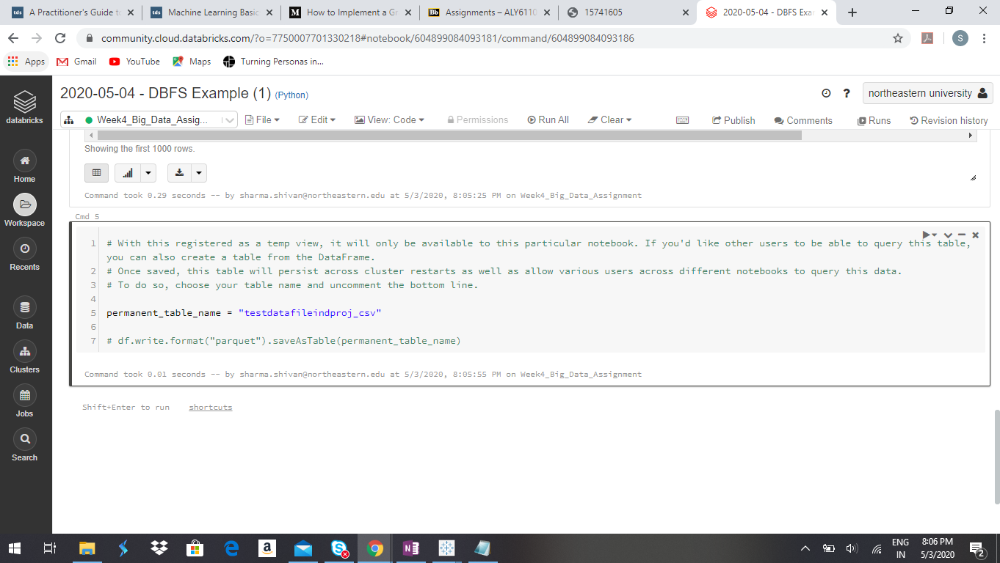 A Practitioner's Guide to
Machine Learning Basic
How to Implement a Gr
Assignments – ALY6110
15741605
2020-05-04 - DBFS Exa
community.cloud.databricks.com/?o=7750007701330218#notebook/604899084093181/command/604899084093186
Apps
Gmail
YouTube
Maps
Turning Personas in...
databricks
Home
Workspace
Recents
Data
Clusters
Jobs
Search
2020-05-04 - DBFS Example (1) (Python)
northeastern university
Week4_Big_Data_Assig...
File
Edit
View: Code
Permissions
Run All
Clear
Publish
Comments
Runs
Revision history
Showing the first 1000 rows.
Command took 0.29 seconds -- by sharma.shivan@northeastern.edu at 5/3/2020, 8:05:25 PM on Week4_Big_Data_Assignment
Cmd 5
1 # With this registered as a temp view, it will only be available to this particular notebook. If you'd like other users to be able to query this table,
you can also create a table from the DataFrame.
2 # Once saved, this table will persist across cluster restarts as well as allow various users across different notebooks to query this data.
3 # To do so, choose your table name and uncomment the bottom line.
4
5 permanent_table_name = "testdatafileindproj_csv"
6
7 # df.write.format("parquet").saveAsTable(permanent_table_name)
Command took 0.01 seconds -- by sharma.shivan@northeastern.edu at 5/3/2020, 8:05:55 PM on Week4_Big_Data_Assignment
Shift+Enter to run shortcuts
ENG
IN
8:06 PM
5/3/2020
2